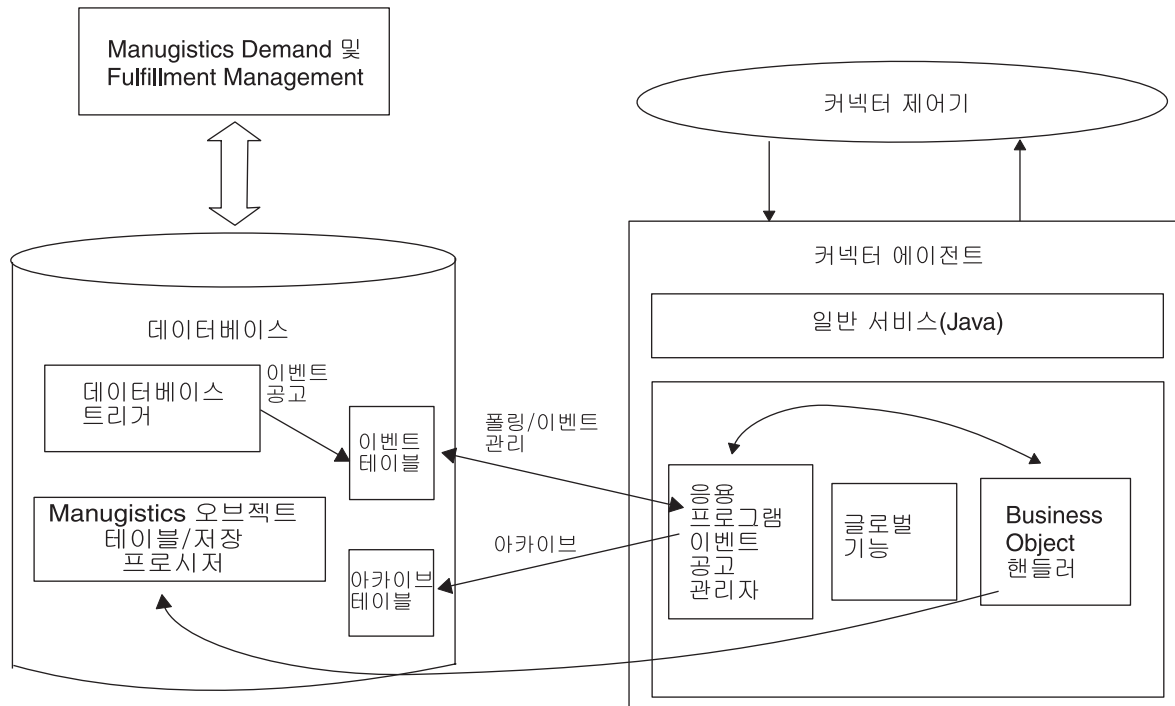 Manugistics Demand 및
Fulfillment Management
커넥터 제어기
커넥터 에이전트
일반 서비스(Java)
데이터베이스
데이터베이스
트리거
이벤트
공고
이벤트
테이블
폴링/이벤트
관리
Manugistics 오브젝트
테이블/저장
프로시저
아카이브
테이블
아카이브
응용
프로그램
이벤트
공고
관리자
글로벌
기능
Business
Object
핸들러